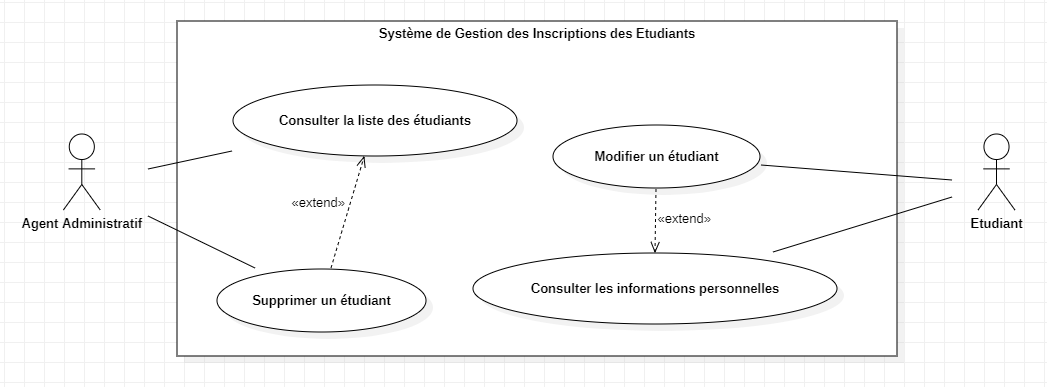 Système de Gestion des Inscriptions des Etudiants
Consulter la liste des étudiants
Modifier un étudiant
«extend»
«extend»
Agent Administratif
Etudiant
Consulter les informations personnelles
Supprimer un étudiant